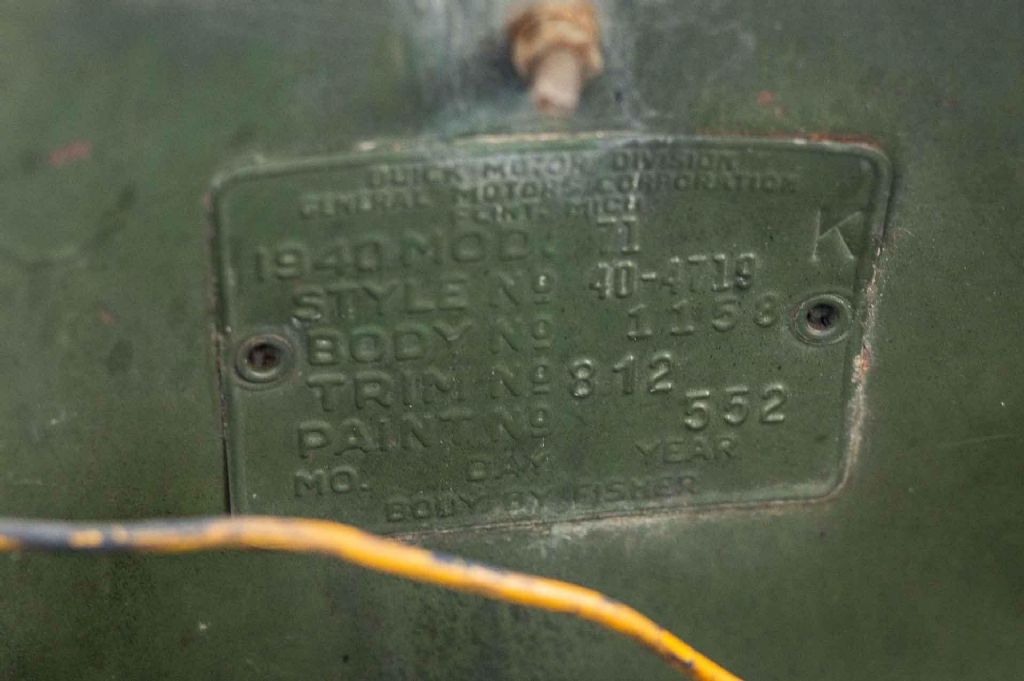 BUICK MOTOR DIVISION
GENERAL MOTORS CORPORATION
FLINT, MICH.
1940 MOD. 71
K
STYLE Nº 40-4719
BODY Nº 1158
TRIM Nº 812
PAINT Nº 552
MO. DAY YEAR
BODY BY FISHER